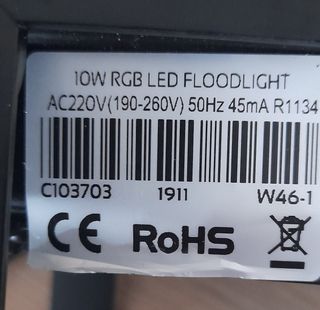 10W RGB LED FLOODLIGHT
AC220V(190-260V) 50Hz 45mA R1134
C103703 1911 W46-1
CE RoHS